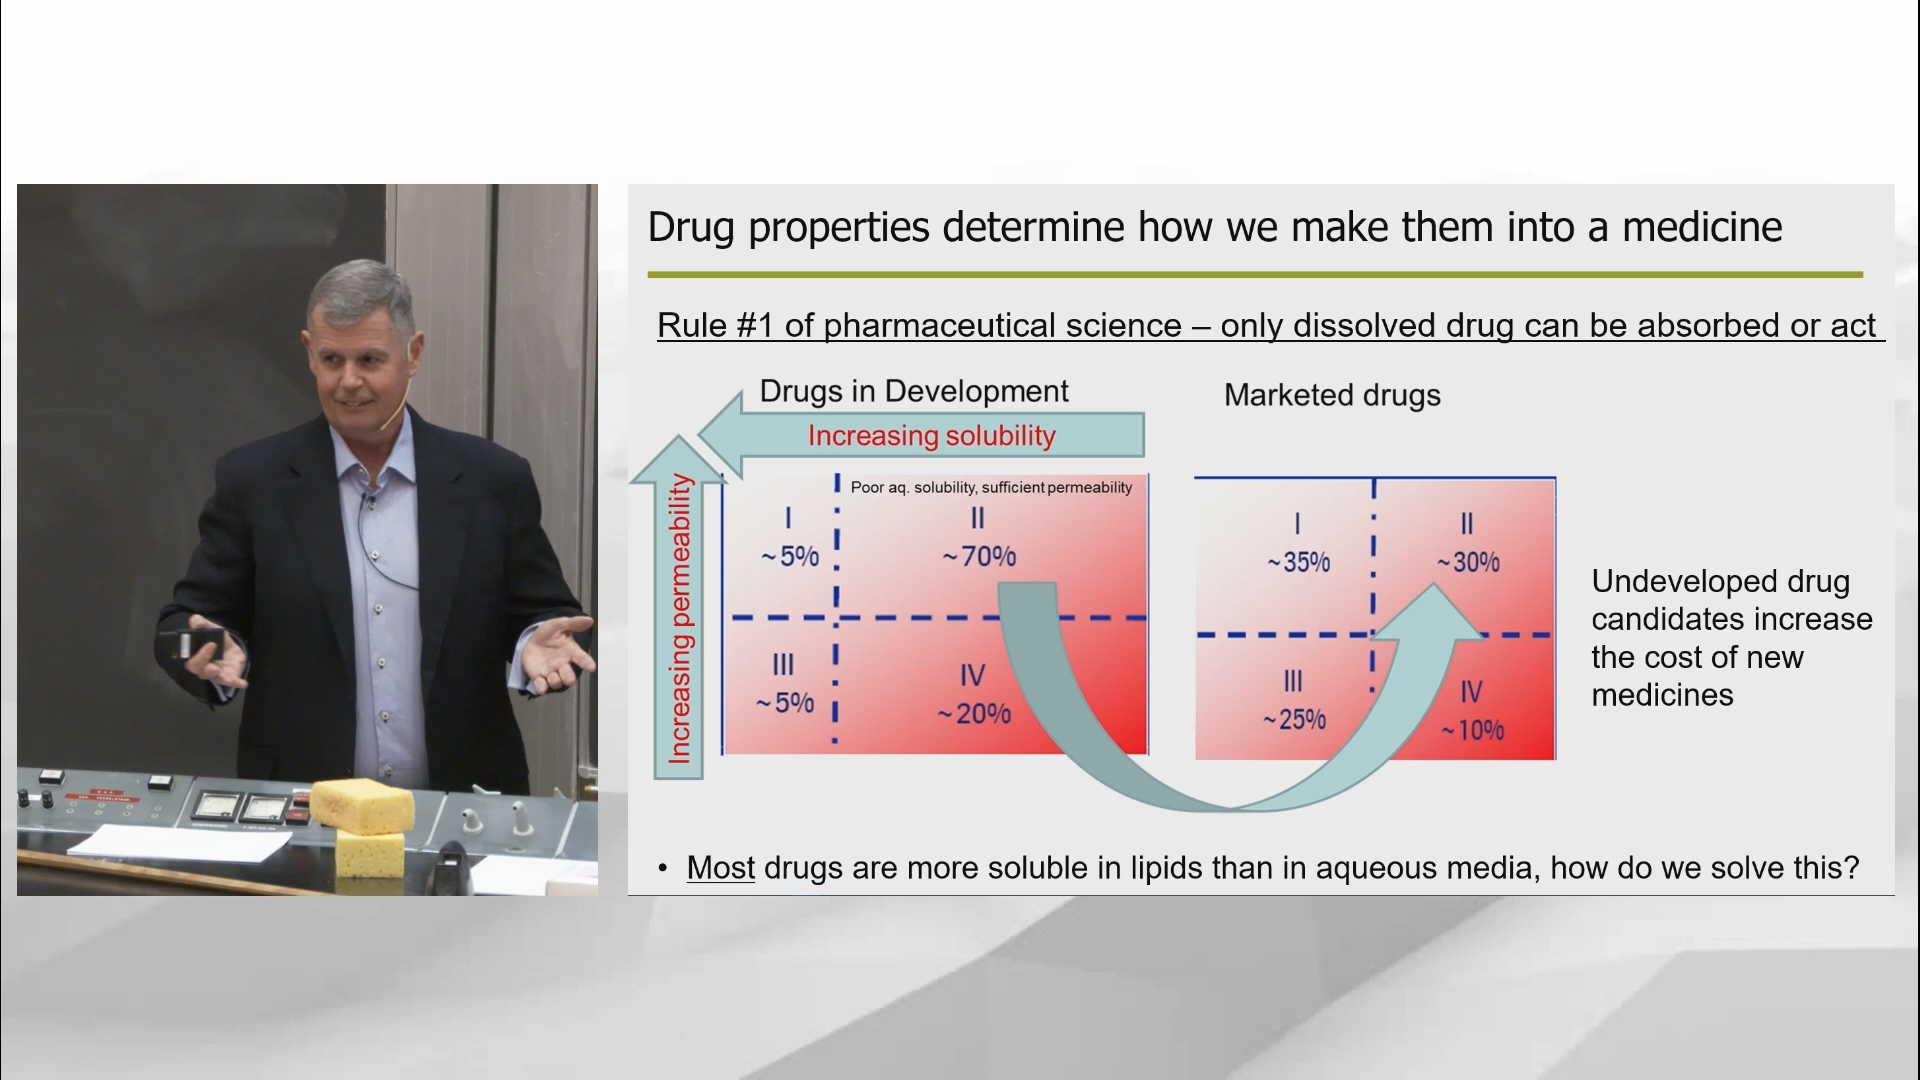 Drug properties determine how we make them into a medicine
Rule #1 of pharmaceutical science – only dissolved drug can be absorbed or act
Drugs in Development
Marketed drugs
Increasing solubility
Increasing permeability
Poor aq. solubility, sufficient permeability
I
~5%
II
~70%
III
~5%
IV
~20%
I
~35%
II
~30%
III
~25%
IV
~10%
Undeveloped drug
candidates increase
the cost of new
medicines
• Most drugs are more soluble in lipids than in aqueous media, how do we solve this?